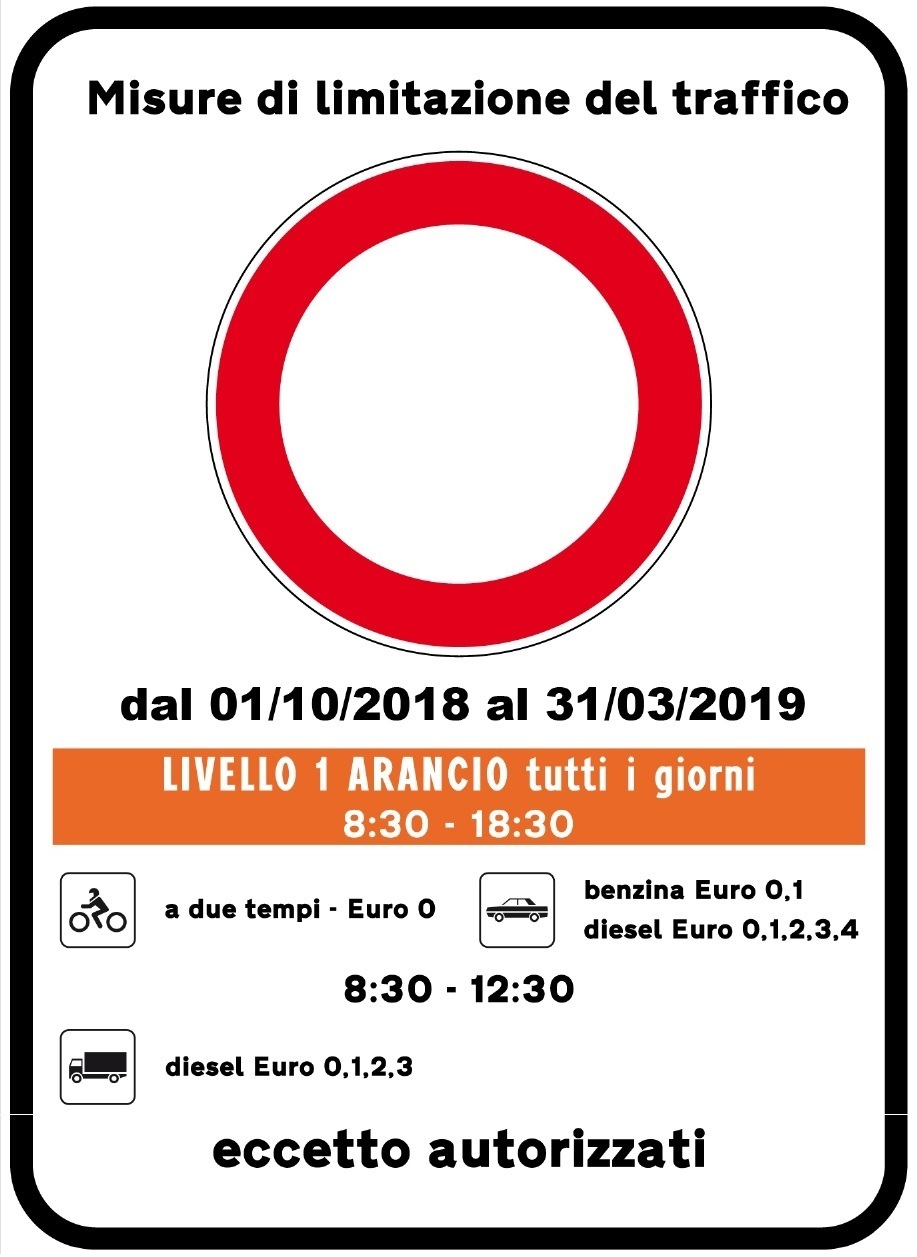 Misure di limitazione del traffico
dal 01/10/2018 al 31/03/2019
LIVELLO 1 ARANCIO tutti i giorni
8:30 - 18:30
a due tempi - Euro 0
benzina Euro 0,1
diesel Euro 0,1,2,3,4
8:30 - 12:30
diesel Euro 0,1,2,3
eccetto autorizzati